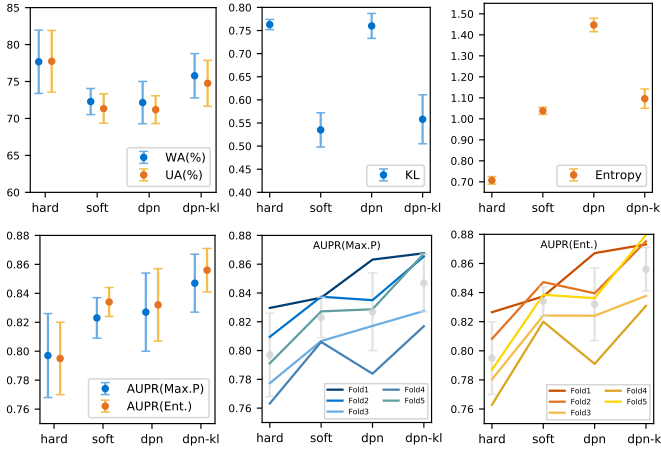 85
80
75
70
65
60
WA(%)
UA(%)
hard soft dpn dpn-kl
0.80
0.75
0.70
0.65
0.60
0.55
0.50
0.45
0.40
KL
hard soft dpn dpn-kl
1.50
1.40
1.30
1.20
1.10
1.00
0.90
0.80
0.70
Entropy
hard soft dpn dpn-k
0.88
0.86
0.84
0.82
0.80
0.78
0.76
AUPR(Max.P)
AUPR(Ent.)
hard soft dpn dpn-kl
AUPR(Max.P)
0.88
0.86
0.84
0.82
0.80
0.78
0.76
Fold1 Fold4
Fold2 Fold5
Fold3
hard soft dpn dpn-kl
AUPR(Ent.)
0.88
0.86
0.84
0.82
0.80
0.78
0.76
Fold1 Fold4
Fold2 Fold5
Fold3
hard soft dpn dpn-kl